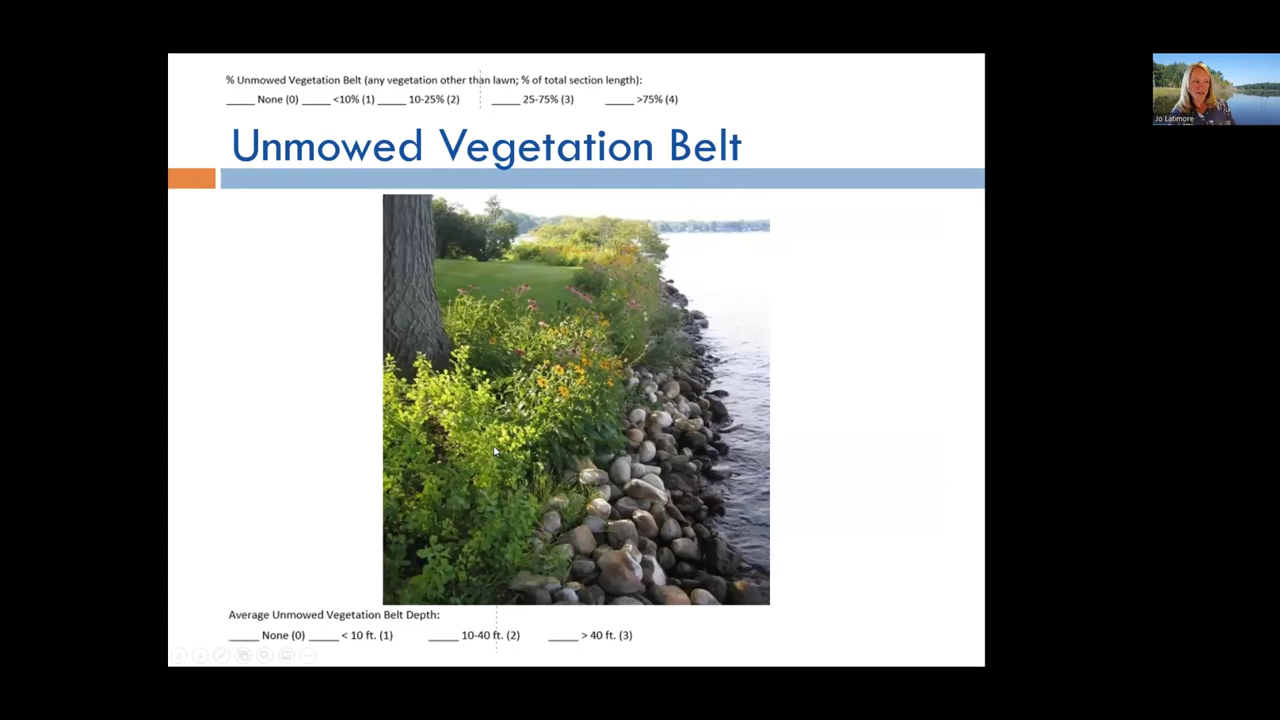 % Unmowed Vegetation Belt (any vegetation other than lawn; % of total section length):
_____ None (0) _____ <10% (1) _____ 10-25% (2) _____ 25-75% (3) _____ >75% (4)
Unmowed Vegetation Belt
Jo Latimore
Average Unmowed Vegetation Belt Depth:
_____ None (0) _____ < 10 ft. (1) _____ 10-40 ft. (2) _____ > 40 ft. (3)